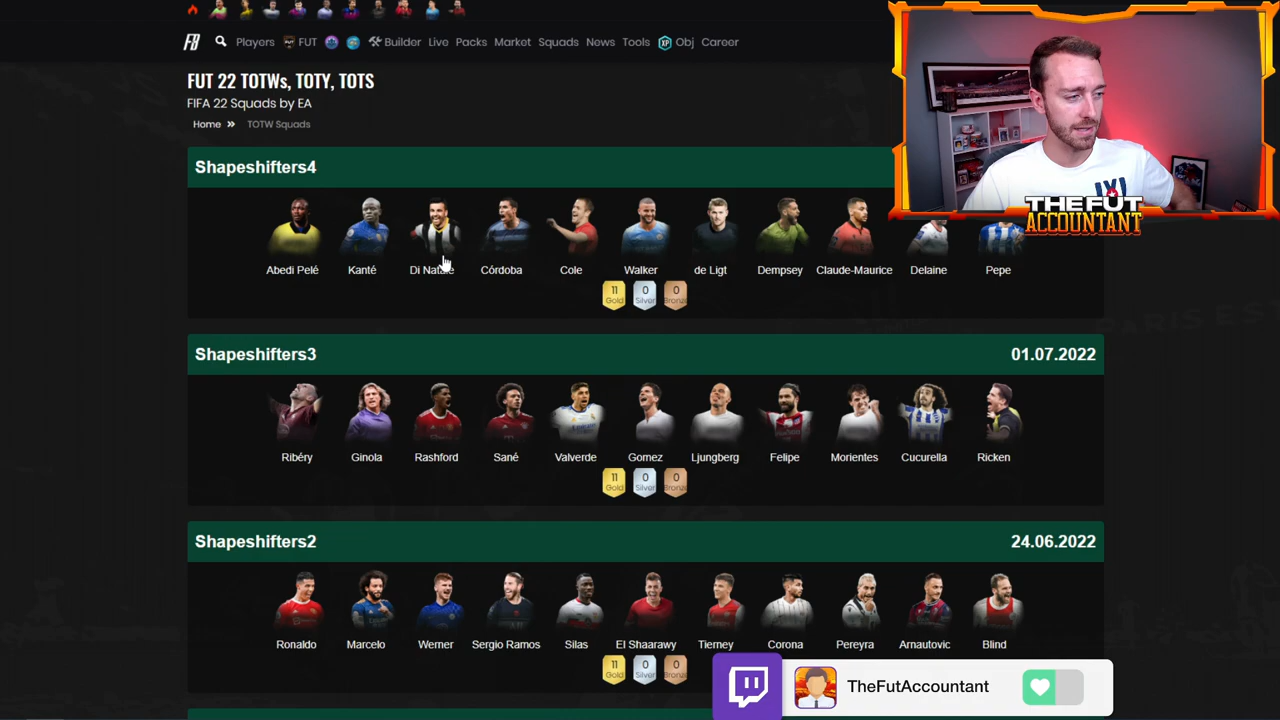 Players FUT Builder Live Packs Market Squads News Tools XP Obj Career
FUT 22 TOTWs, TOTY, TOTS
FIFA 22 Squads by EA
Home » TOTW Squads
THE FUT
ACCOUNTANT
Shapeshifters4
Abedi Pelé Kanté Di Natale Córdoba Cole Walker de Ligt Dempsey Claude-Maurice Delaine Pepe
11 0 0
Gold Silver Bronze
Shapeshifters3 01.07.2022
Ribéry Ginola Rashford Sané Valverde Gomez Ljungberg Felipe Morientes Cucurella Ricken
11 0 0
Gold Silver Bronze
Shapeshifters2 24.06.2022
Ronaldo Marcelo Werner Sergio Ramos Silas El Shaarawy Tierney Corona Pereyra Arnautovic Blind
11 0 0
Gold Silver Bronze
TheFutAccountant